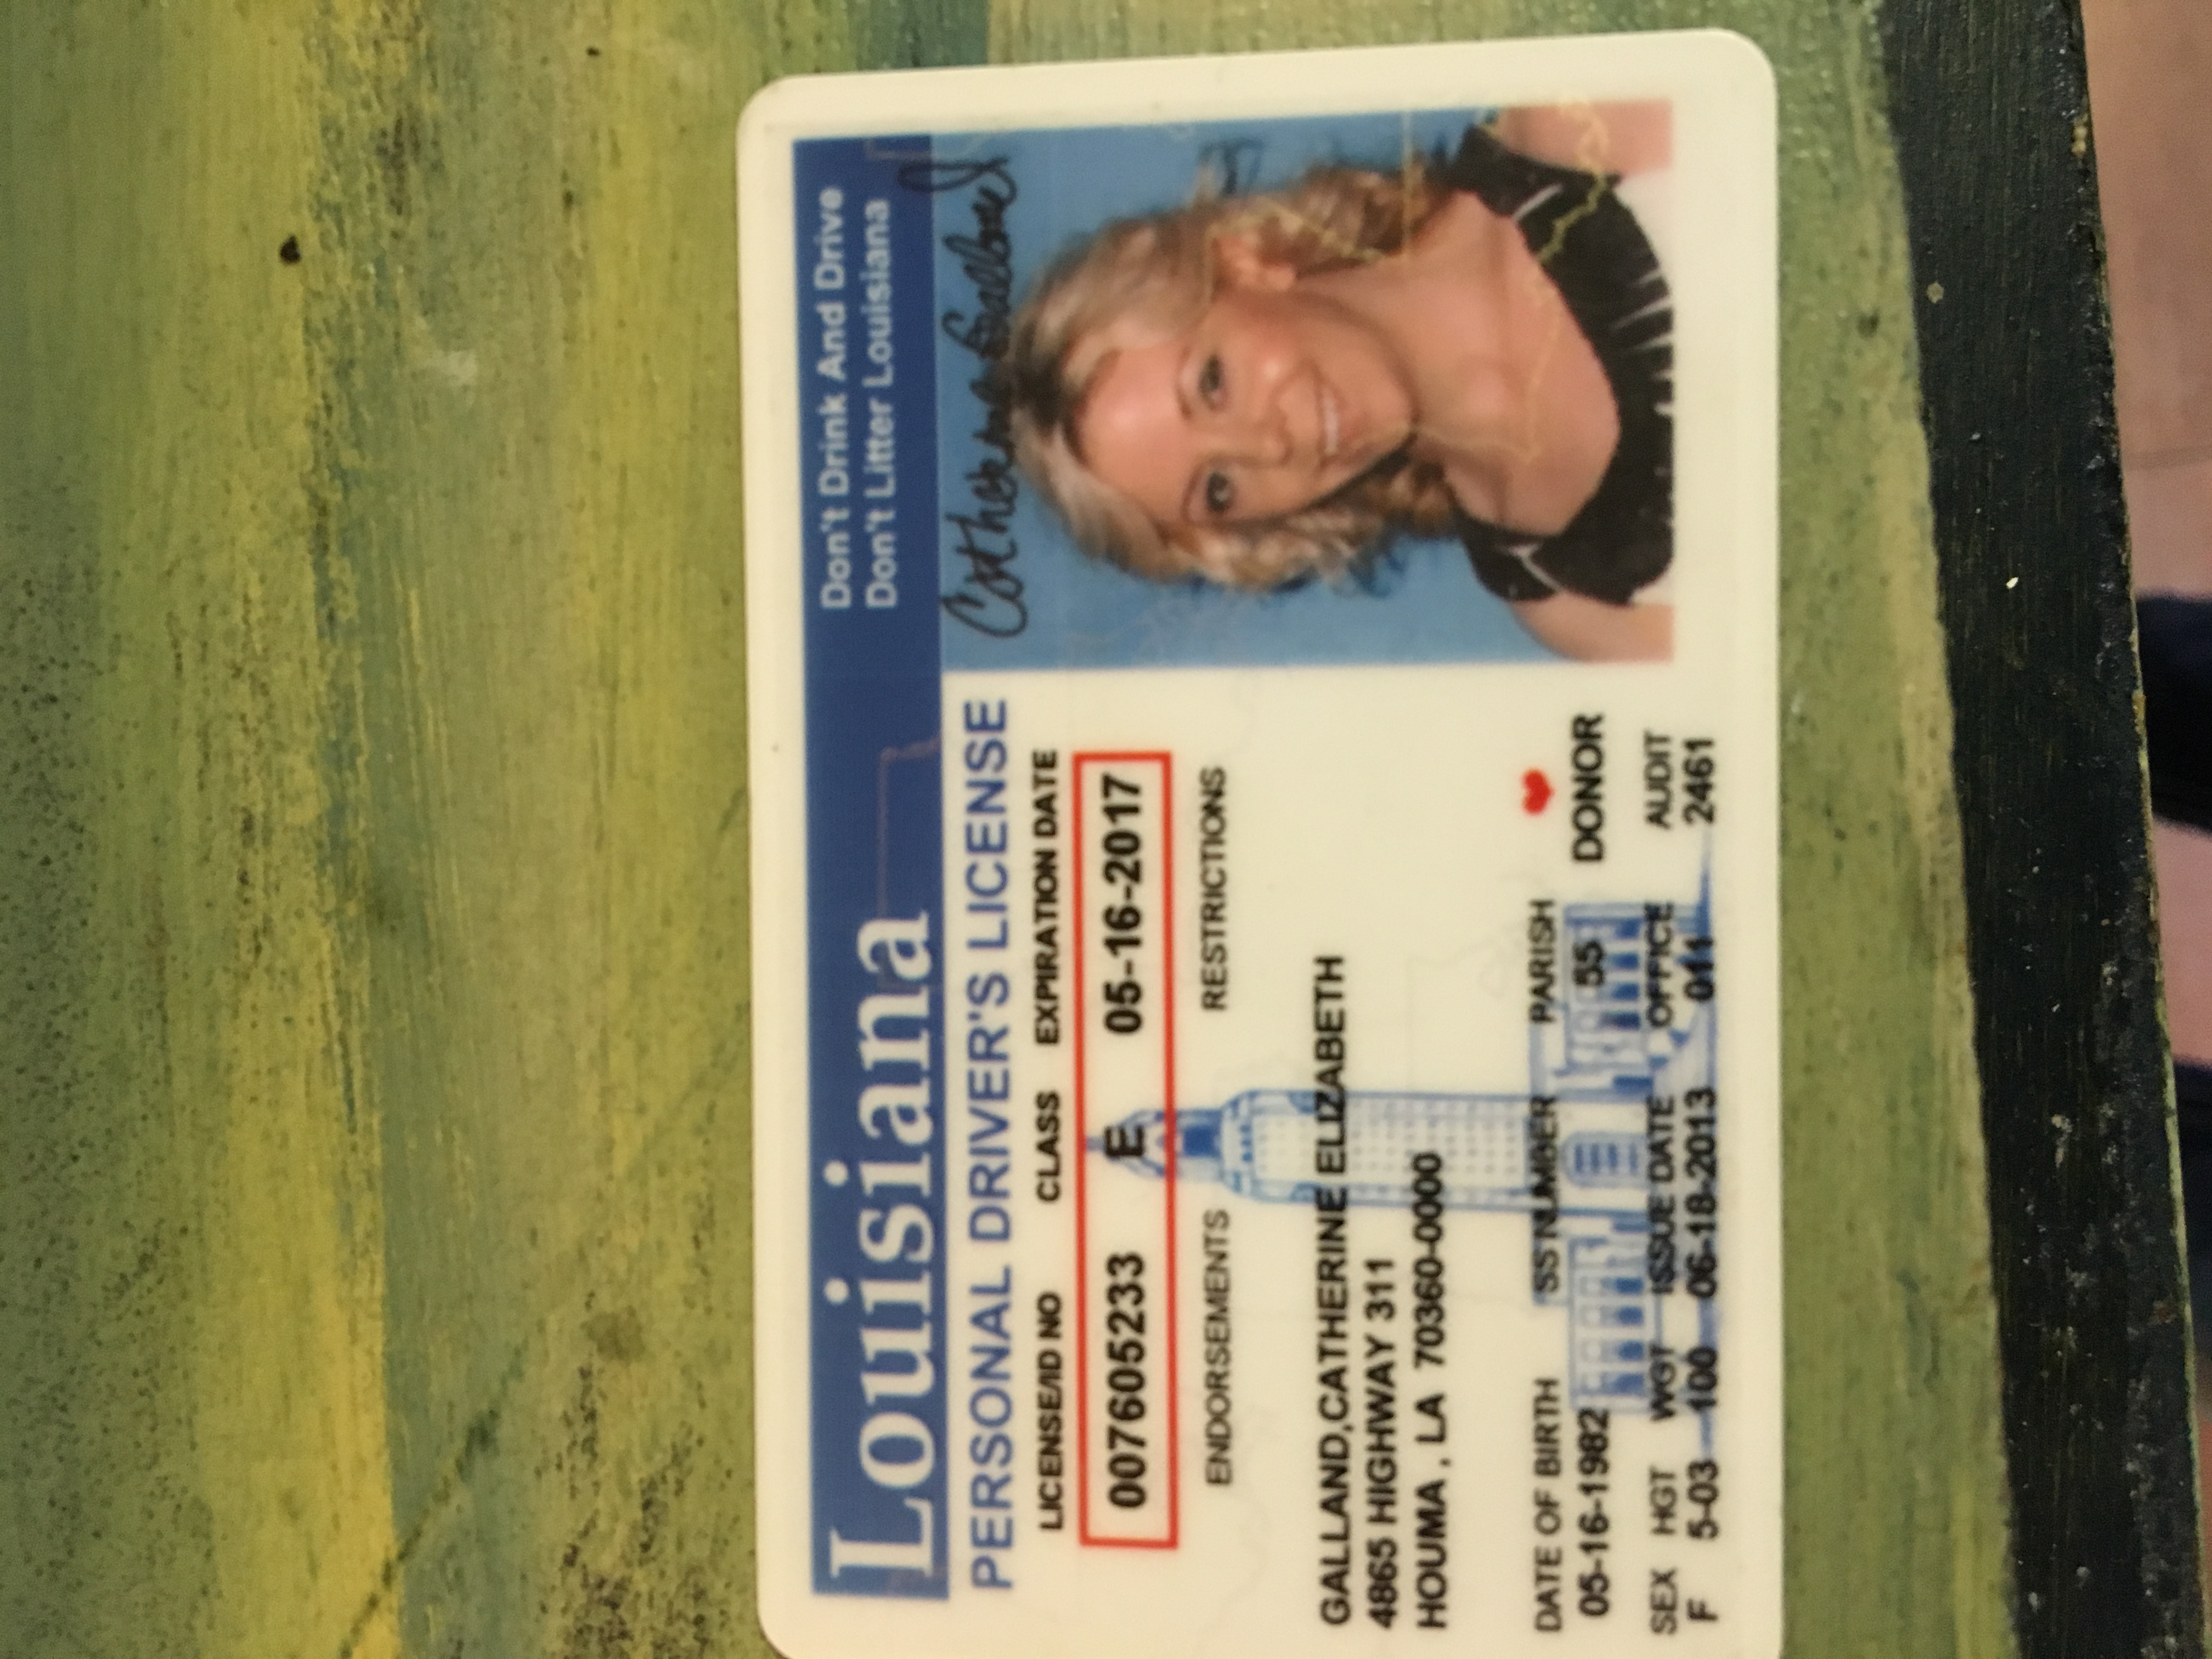 Louisiana
Don't Drink And Drive
Don't Litter Louisiana
PERSONAL DRIVER'S LICENSE
Catherine Galland
LICENSE/ID NO CLASS EXPIRATION DATE
007605233 E 05-16-2017
ENDORSEMENTS RESTRICTIONS
GALLAND,CATHERINE ELIZABETH
4865 HIGHWAY 311
HOUMA , LA 70360-0000
DATE OF BIRTH SS NUMBER PARISH
05-16-1982 55 DONOR
SEX HGT WGT ISSUE DATE OFFICE AUDIT
F 5-03 100 06-18-2013 011 2461